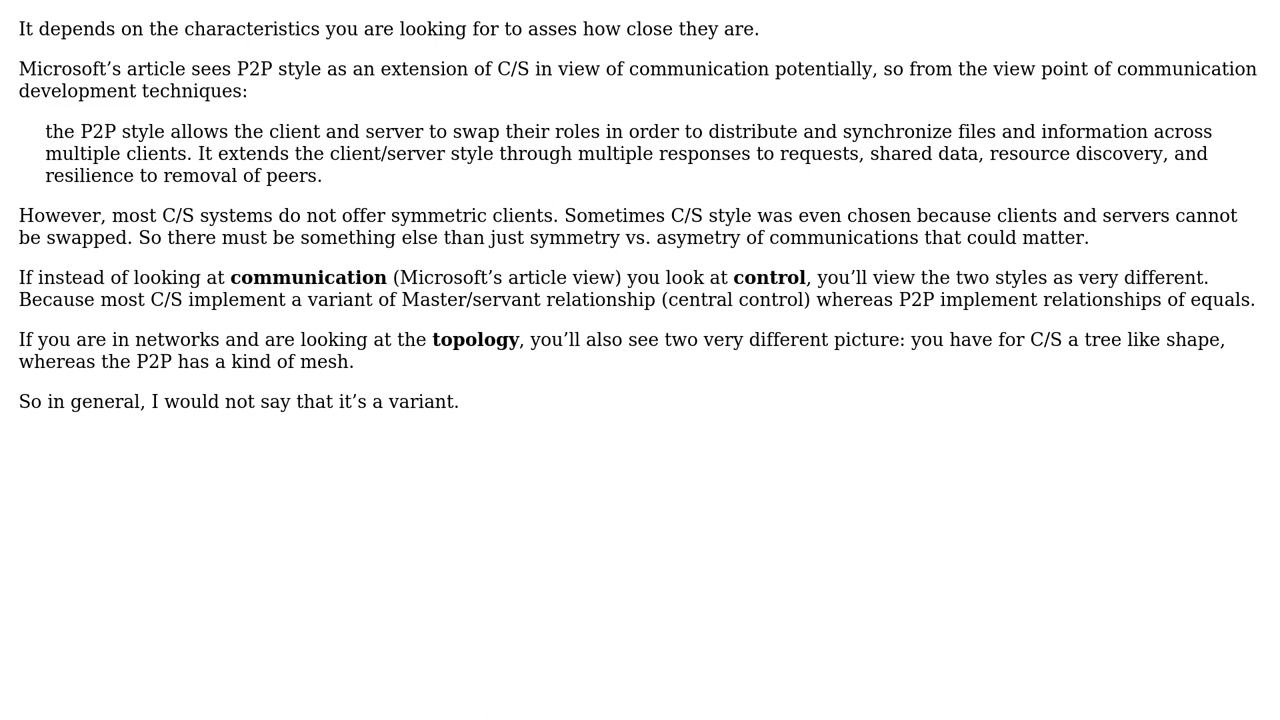 It depends on the characteristics you are looking for to asses how close they are.
Microsoft’s article sees P2P style as an extension of C/S in view of communication potentially, so from the view point of communication
development techniques:
the P2P style allows the client and server to swap their roles in order to distribute and synchronize files and information across
multiple clients. It extends the client/server style through multiple responses to requests, shared data, resource discovery, and
resilience to removal of peers.
However, most C/S systems do not offer symmetric clients. Sometimes C/S style was even chosen because clients and servers cannot
be swapped. So there must be something else than just symmetry vs. asymetry of communications that could matter.
If instead of looking at communication (Microsoft’s article view) you look at control, you’ll view the two styles as very different.
Because most C/S implement a variant of Master/servant relationship (central control) whereas P2P implement relationships of equals.
If you are in networks and are looking at the topology, you’ll also see two very different picture: you have for C/S a tree like shape,
whereas the P2P has a kind of mesh.
So in general, I would not say that it’s a variant.